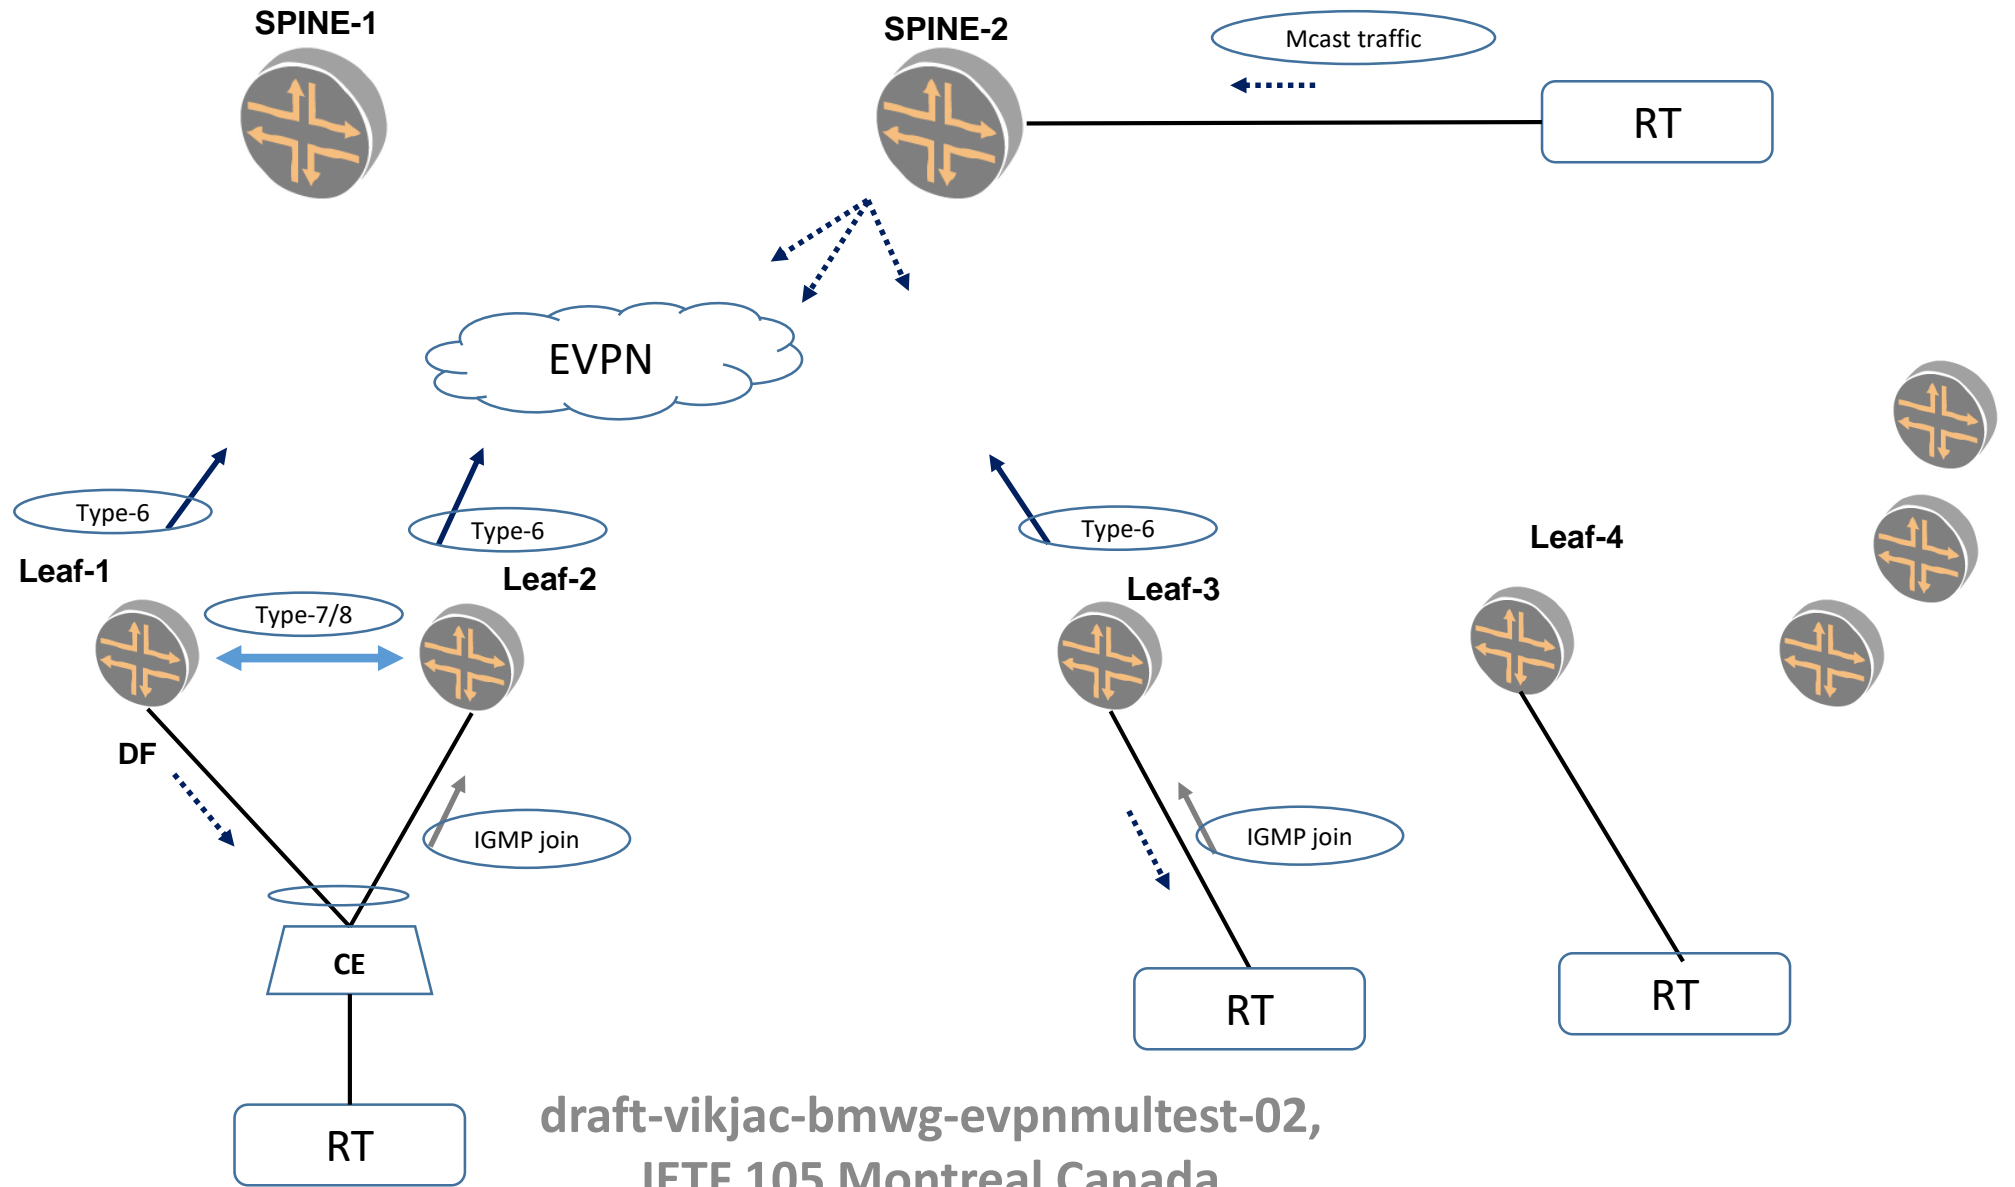 SPINE-1
SPINE-2
Mcast traffic
RT
EVPN
Type-6
Type-6
Type-6
Leaf-4
Leaf-1
Leaf-2
Leaf-3
Type-7/8
DF
IGMP join
IGMP join
CE
RT
RT
RT
draft-vikjac-bmwg-evpnmultest-02,
IETF 105 Montreal Canada